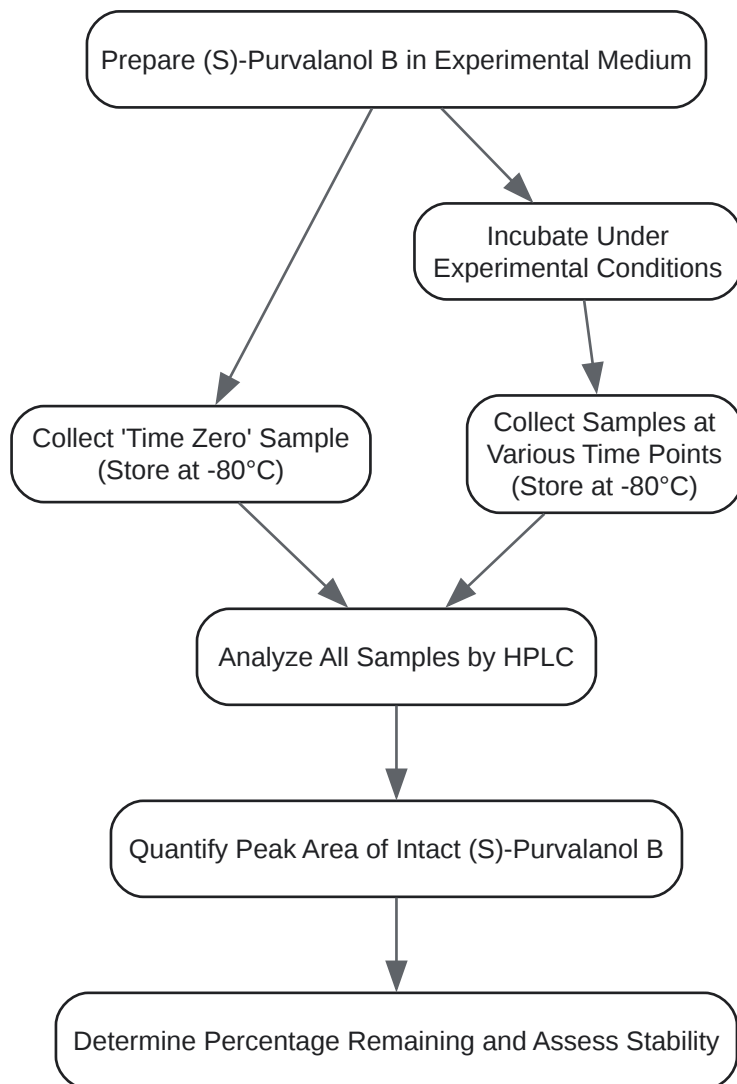 Prepare (S)-Purvalanol B in Experimental Medium
Incubate Under
Experimental Conditions
Collect 'Time Zero' Sample
(Store at -80°C)
Collect Samples at
Various Time Points
(Store at -80°C)
Analyze All Samples by HPLC
Quantify Peak Area of Intact (S)-Purvalanol B
Determine Percentage Remaining and Assess Stability